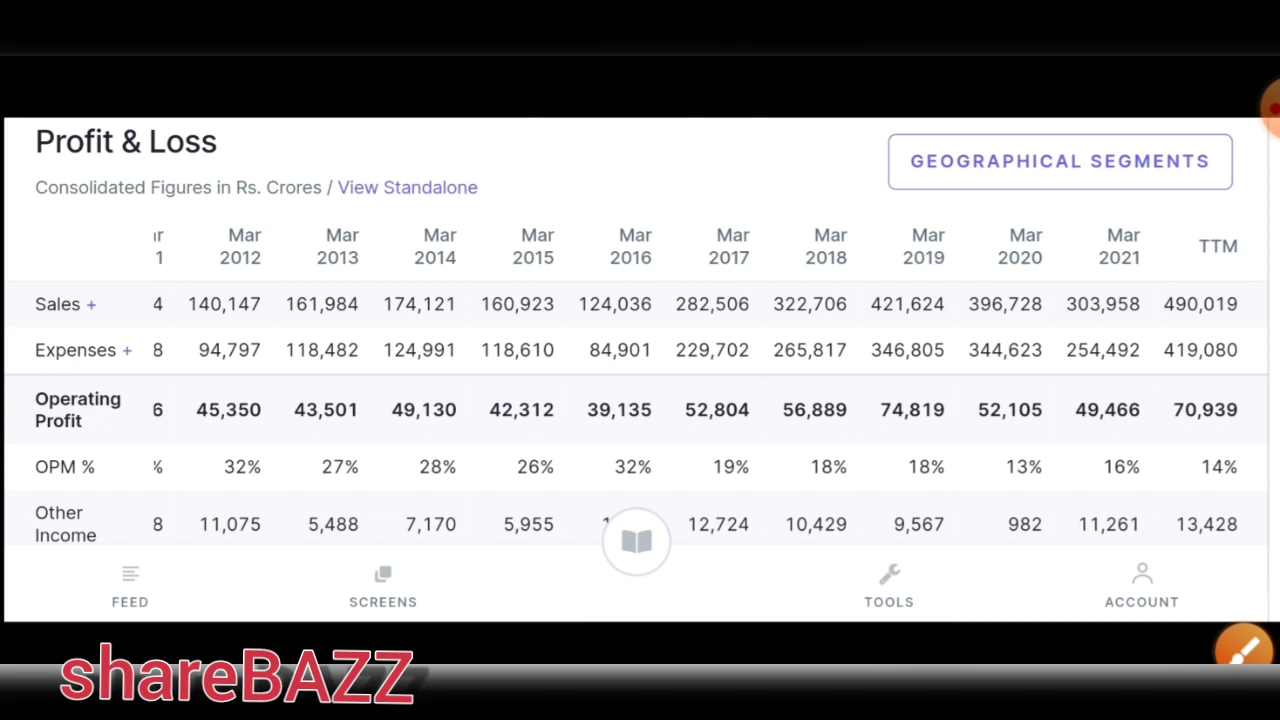 Profit & Loss
GEOGRAPHICAL SEGMENTS
Consolidated Figures in Rs. Crores / View Standalone
ır Mar Mar Mar Mar Mar Mar Mar Mar Mar Mar TTM
1 2012 2013 2014 2015 2016 2017 2018 2019 2020 2021
Sales + 4 140,147 161,984 174,121 160,923 124,036 282,506 322,706 421,624 396,728 303,958 490,019
Expenses + 8 94,797 118,482 124,991 118,610 84,901 229,702 265,817 346,805 344,623 254,492 419,080
Operating Profit 6 45,350 43,501 49,130 42,312 39,135 52,804 56,889 74,819 52,105 49,466 70,939
OPM % % 32% 27% 28% 26% 32% 19% 18% 18% 13% 16% 14%
Other Income 8 11,075 5,488 7,170 5,955 12,724 10,429 9,567 982 11,261 13,428
FEED SCREENS TOOLS ACCOUNT
shareBAZZ